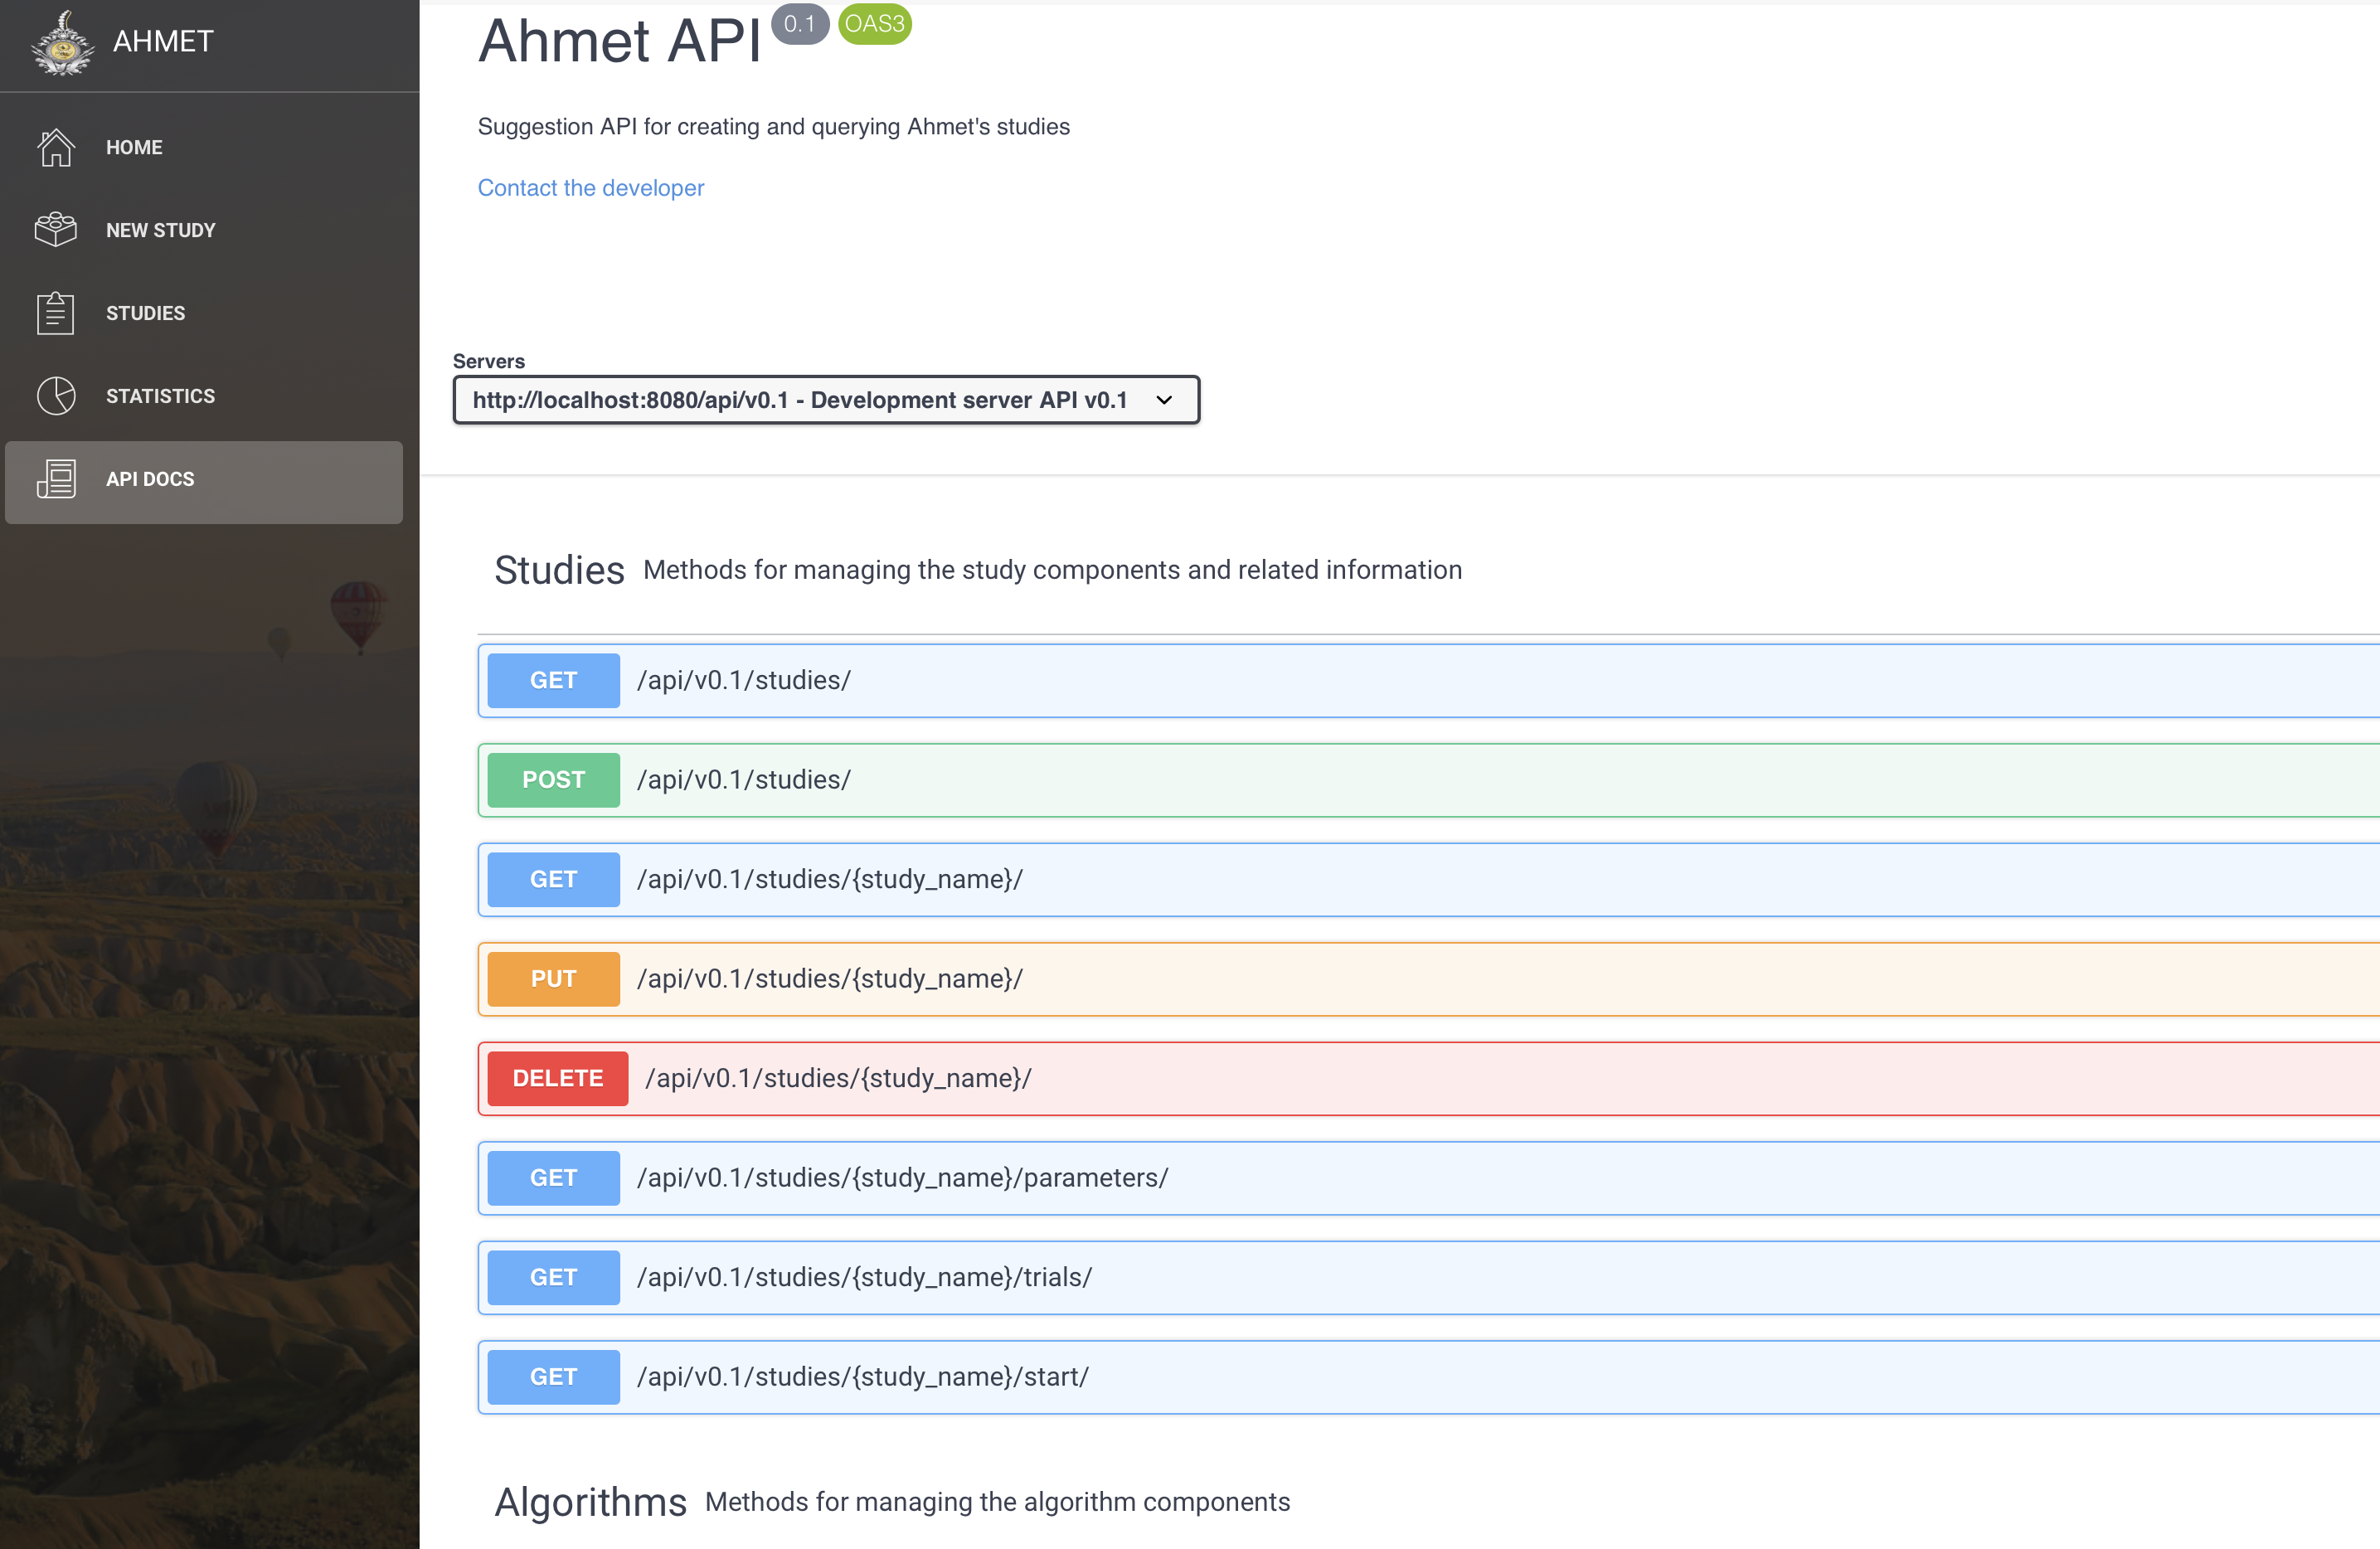 AHMET
HOME
NEW STUDY
STUDIES
STATISTICS
API DOCS
Ahmet API 0.1 OAS3
Suggestion API for creating and querying Ahmet's studies
Contact the developer
Servers
http://localhost:8080/api/v0.1 - Development server API v0.1
Studies Methods for managing the study components and related information
GET /api/v0.1/studies/
POST /api/v0.1/studies/
GET /api/v0.1/studies/{study_name}/
PUT /api/v0.1/studies/{study_name}/
DELETE /api/v0.1/studies/{study_name}/
GET /api/v0.1/studies/{study_name}/parameters/
GET /api/v0.1/studies/{study_name}/trials/
GET /api/v0.1/studies/{study_name}/start/
Algorithms Methods for managing the algorithm components